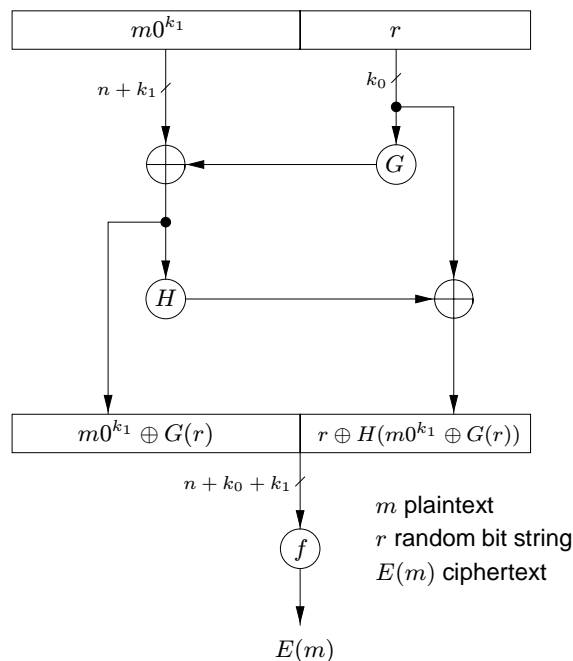 m0^{k_1} r
n + k_1 k_0
G
H
m0^{k_1} ⊕ G(r) r ⊕ H(m0^{k_1} ⊕ G(r))
n + k_0 + k_1
m plaintext
r random bit string
f
E(m) ciphertext
E(m)